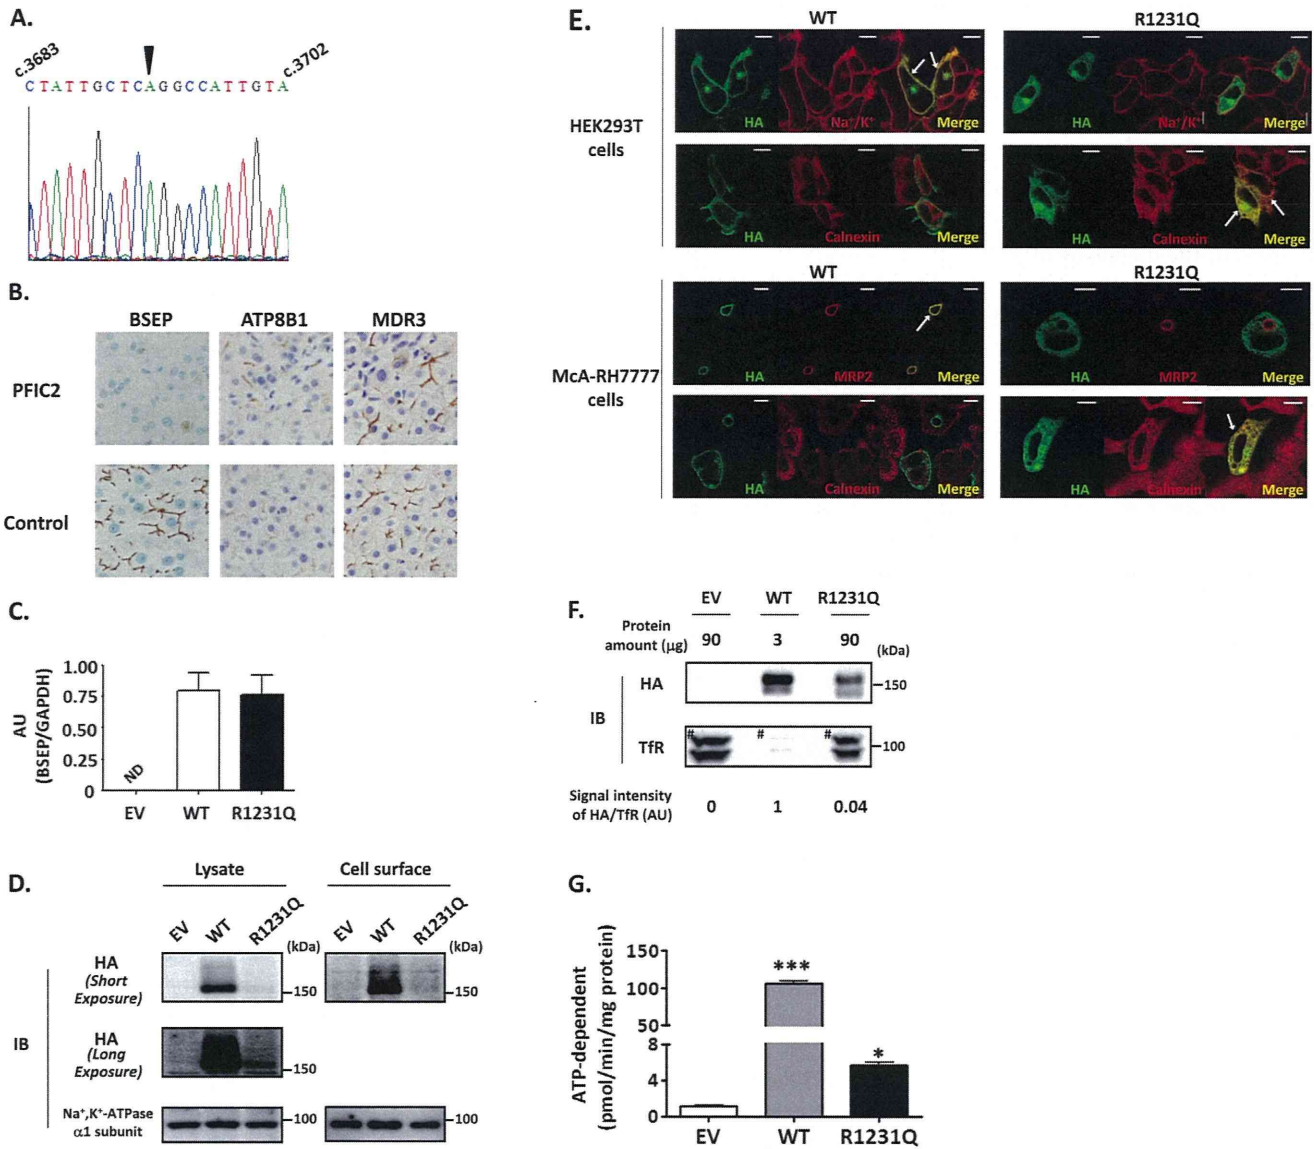 A.
c.3683
c.3702
CTATTGCTCAGGCCATTGTA
B.
BSEP ATP8B1 MDR3
PFIC2
Control
C.
AU
(BSEP/GAPDH)
1.00
0.75
0.50
0.25
0
ND
EV WT R1231Q
D.
Lysate Cell surface
EV WT R1231Q EV WT R1231Q
(kDa) (kDa)
IB
HA
(Short
Exposure)
150 150
HA
(Long
Exposure)
150
Na⁺,K⁺-ATPase
α1 subunit
100 100
E.
WT R1231Q
HEK293T
cells
HA Na⁺/K⁺ Merge HA Na⁺/K⁺ Merge
HA Calnexin Merge HA Calnexin Merge
WT R1231Q
McA-RH7777
cells
HA MRP2 Merge HA MRP2 Merge
HA Calnexin Merge HA Calnexin Merge
F.
EV WT R1231Q
Protein
amount (μg) 90 3 90
(kDa)
IB
HA
150
TfR
# # #
100
Signal intensity
of HA/TfR (AU) 0 1 0.04
G.
ATP-dependent
(pmol/min/mg protein)
150
100
50
8
4
0
***
*
EV WT R1231Q